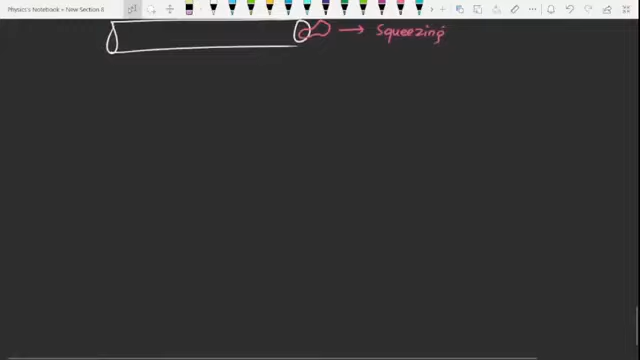 Physics's Notebook • New Section 6
→ Squeezing